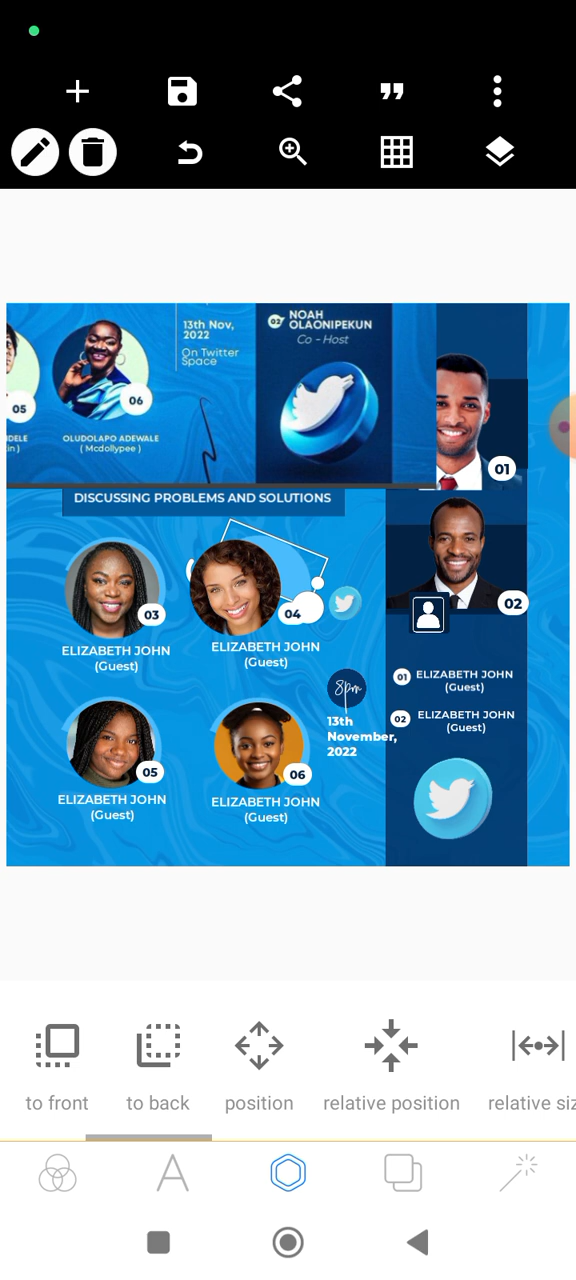 13th Nov,
2022
On Twitter
Space
02
NOAH
OLAONIPEKUN
Co - Host
05
06
OLUDOLAPO ADEWALE
( Mcdollypee )
01
DISCUSSING PROBLEMS AND SOLUTIONS
02
03
04
ELIZABETH JOHN
(Guest)
ELIZABETH JOHN
(Guest)
8pm
13th
November,
2022
01
ELIZABETH JOHN
(Guest)
02
ELIZABETH JOHN
(Guest)
05
06
ELIZABETH JOHN
(Guest)
ELIZABETH JOHN
(Guest)
to front
to back
position
relative position
relative siz